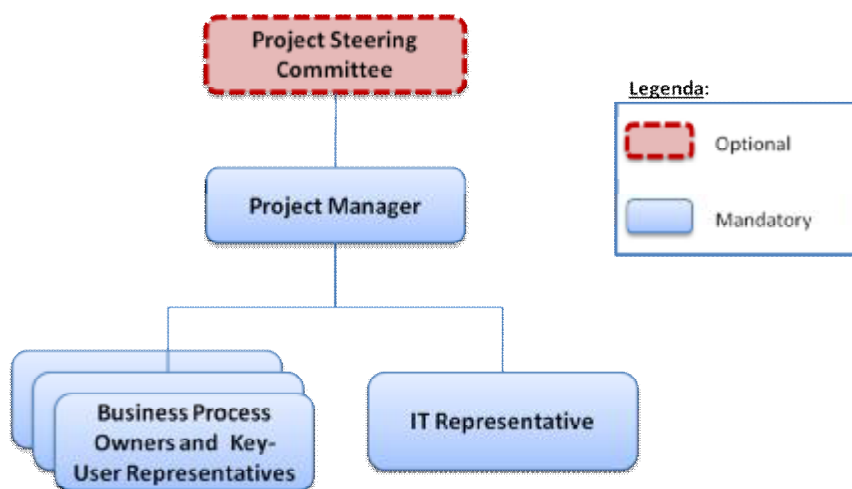 Project Steering
Committee
Legenda:
Optional
Project Manager
Mandatory
Business Process
Owners and Key-
User Representatives
IT Representative